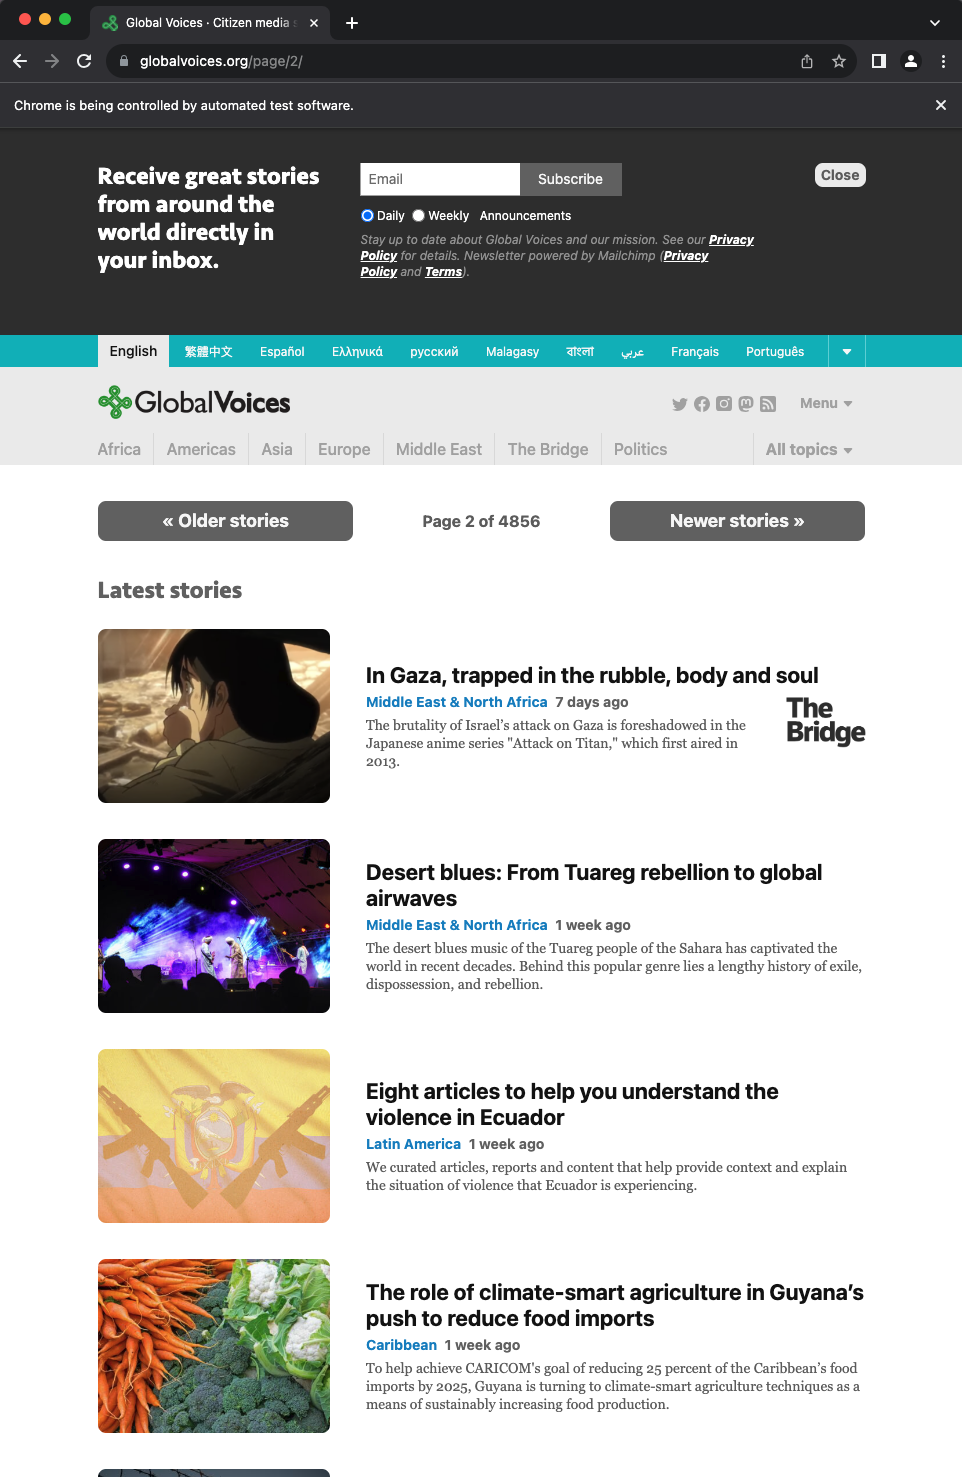 Global Voices · Citizen media s
globalvoices.org/page/2/
Chrome is being controlled by automated test software.
Receive great stories
from around the
world directly in
your inbox.
Email
Subscribe
Close
Daily Weekly Announcements
Stay up to date about Global Voices and our mission. See our Privacy
Policy for details. Newsletter powered by Mailchimp (Privacy
Policy and Terms).
English 繁體中文 Español Ελληνικά русский Malagasy বাংলা عربي Français Português
GlobalVoices
Menu
Africa Americas Asia Europe Middle East The Bridge Politics All topics
« Older stories
Page 2 of 4856
Newer stories »
Latest stories
In Gaza, trapped in the rubble, body and soul
Middle East & North Africa 7 days ago
The brutality of Israel’s attack on Gaza is foreshadowed in the
Japanese anime series "Attack on Titan," which first aired in
2013.
The
Bridge
Desert blues: From Tuareg rebellion to global
airwaves
Middle East & North Africa 1 week ago
The desert blues music of the Tuareg people of the Sahara has captivated the
world in recent decades. Behind this popular genre lies a lengthy history of exile,
dispossession, and rebellion.
Eight articles to help you understand the
violence in Ecuador
Latin America 1 week ago
We curated articles, reports and content that help provide context and explain
the situation of violence that Ecuador is experiencing.
The role of climate-smart agriculture in Guyana’s
push to reduce food imports
Caribbean 1 week ago
To help achieve CARICOM's goal of reducing 25 percent of the Caribbean’s food
imports by 2025, Guyana is turning to climate-smart agriculture techniques as a
means of sustainably increasing food production.